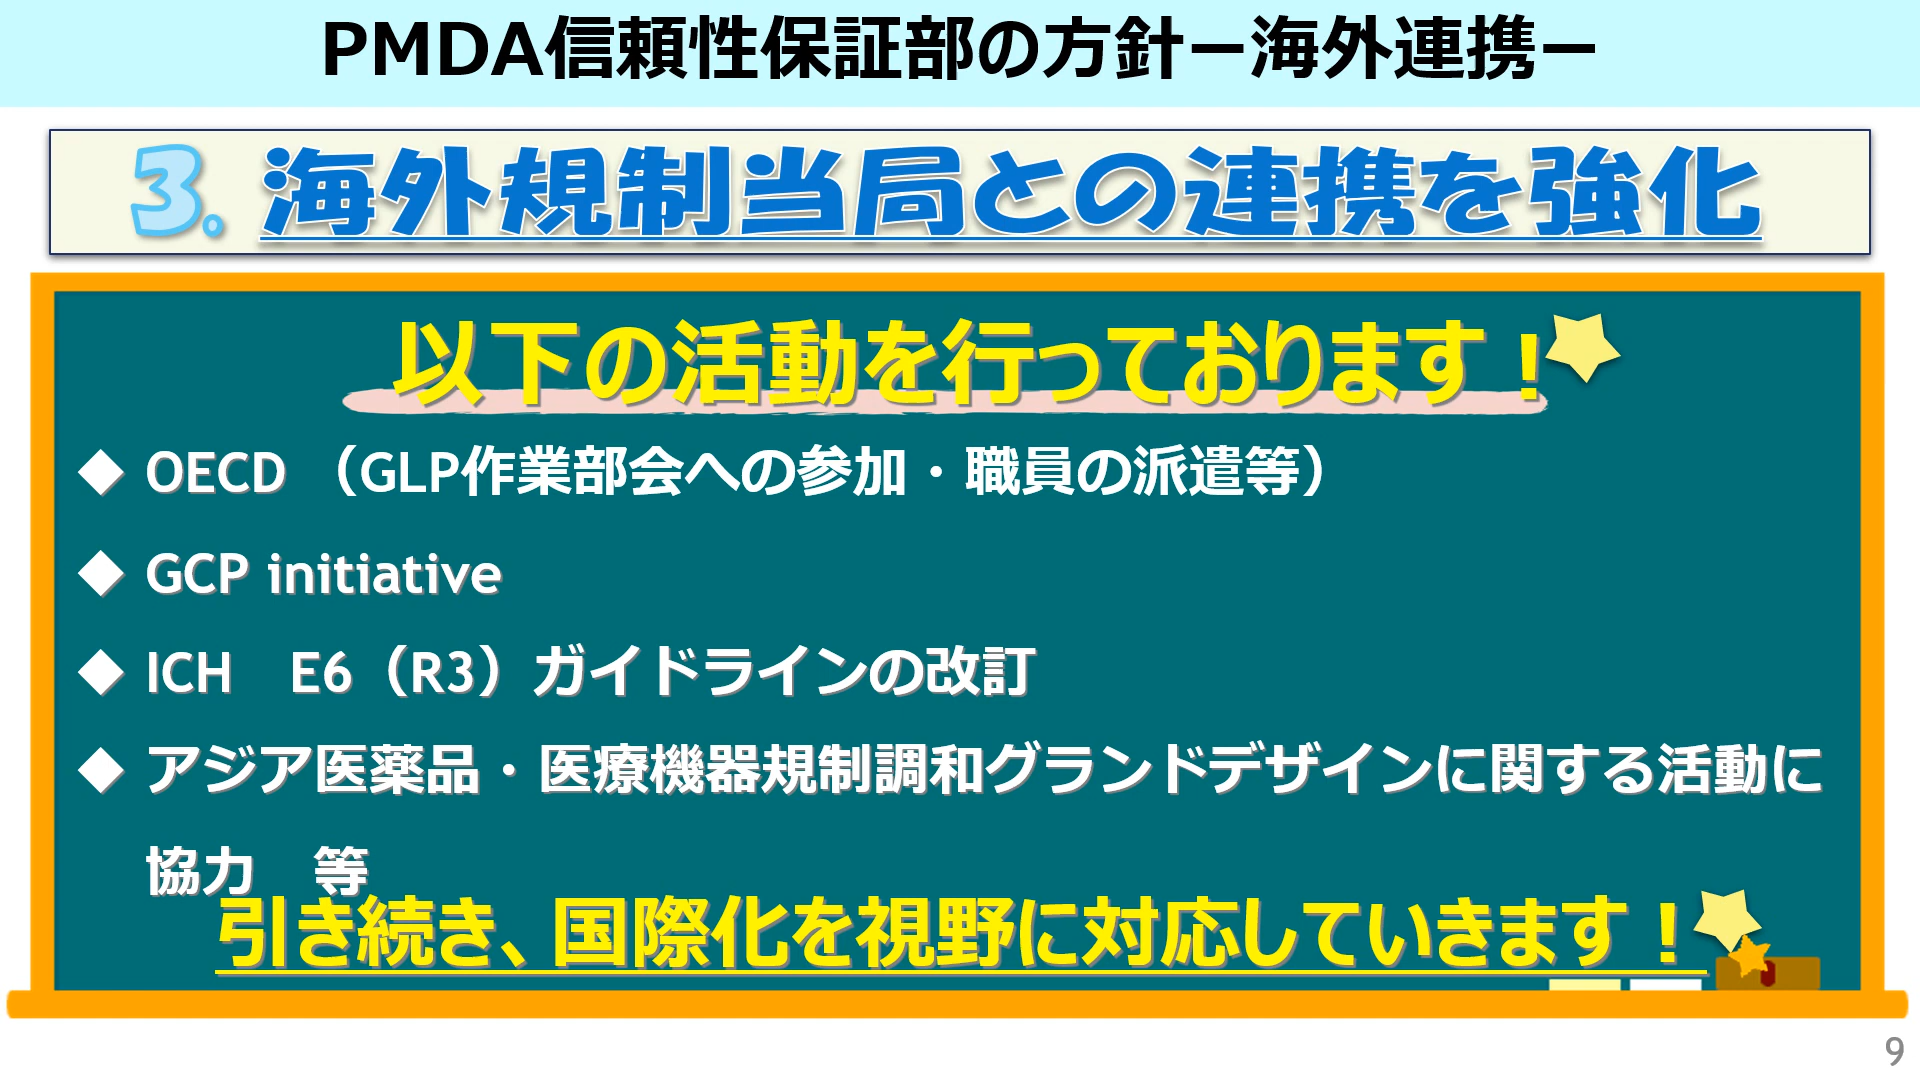 PMDA信頼性保証部の方針－海外連携－
3. 海外規制当局との連携を強化
以下の活動を行っております！
◆ OECD （GLP作業部会への参加・職員の派遣等）
◆ GCP initiative
◆ ICH　E6（R3）ガイドラインの改訂
◆ アジア医薬品・医療機器規制調和グランドデザインに関する活動に
協力　等
引き続き、国際化を視野に対応していきます！
9